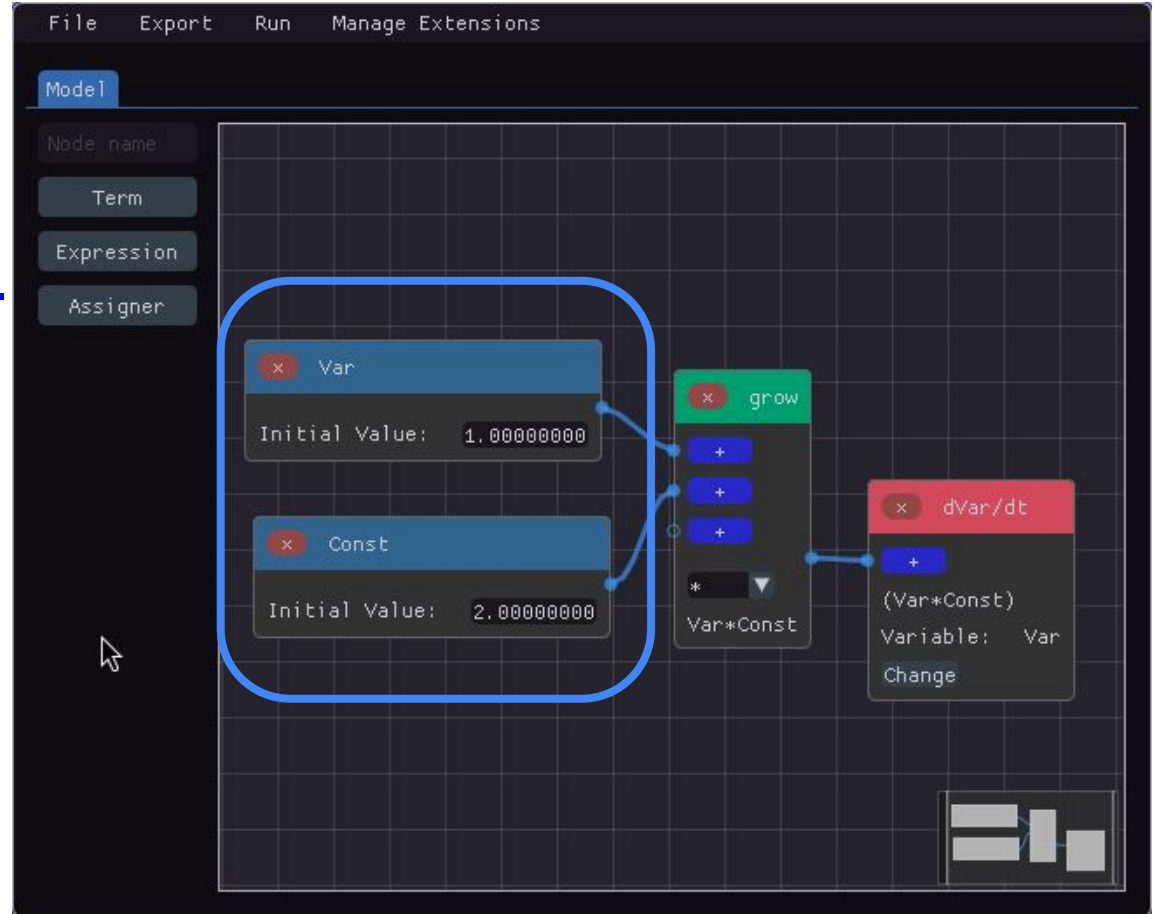 File Export Run Manage Extensions
Model
Node name
Term
Expression
Assigner
× Var
Initial Value: 1.00000000
× Const
Initial Value: 2.00000000
× grow
+
+
+
* ▼
Var*Const
× dVar/dt
+
(Var*Const)
Variable: Var
Change